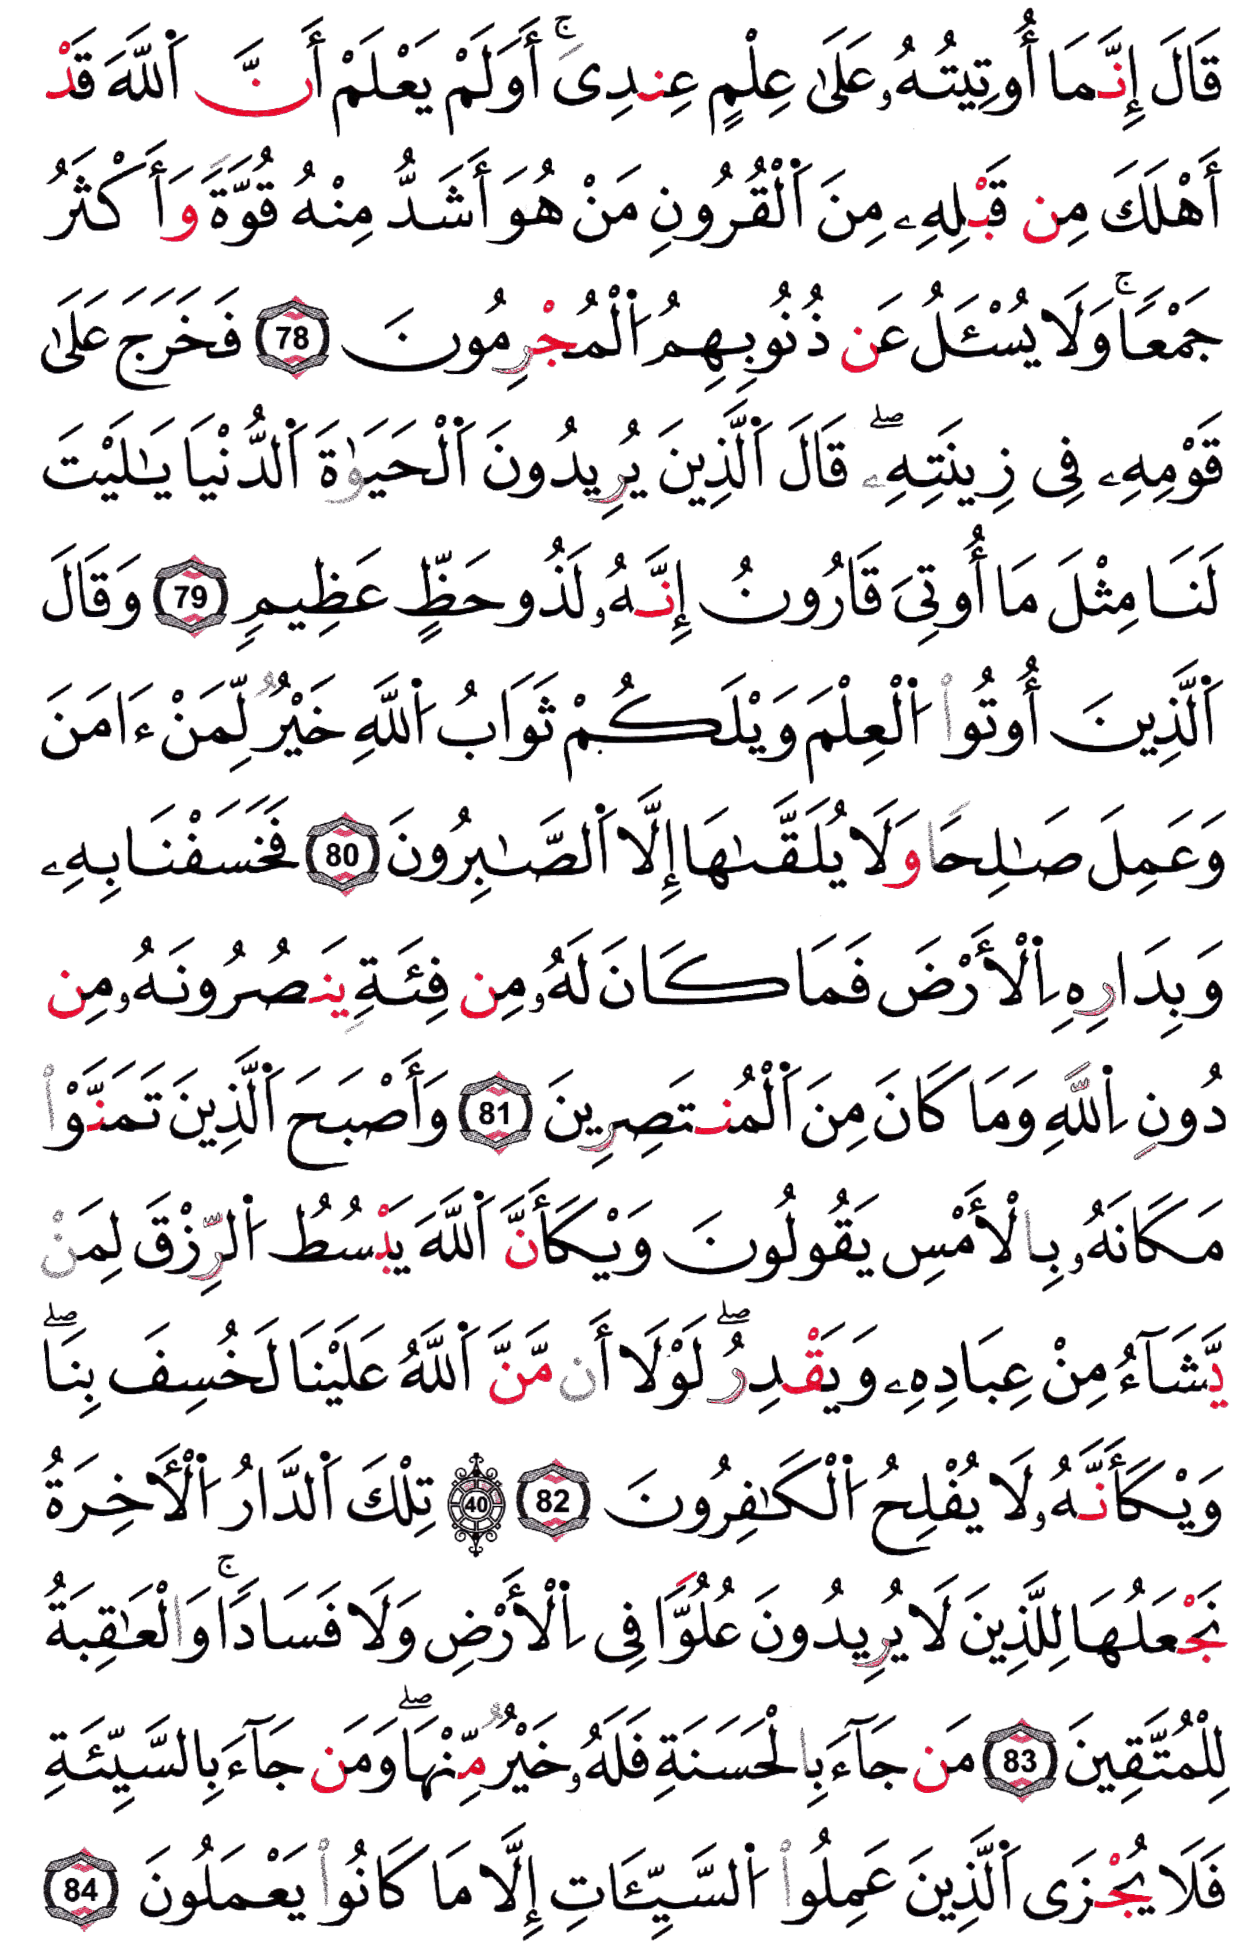 قَالَ إِنَّمَا أُوتِيتُهُۥ عَلَىٰ عِلْمٍ عِندِىٓ ۚ أَوَلَمْ يَعْلَمْ أَنَّ ٱللَّهَ قَدْ
أَهْلَكَ مِن قَبْلِهِۦ مِنَ ٱلْقُرُونِ مَنْ هُوَ أَشَدُّ مِنْهُ قُوَّةً وَأَكْثَرُ
جَمْعًا ۚ وَلَا يُسْـَٔلُ عَن ذُنُوبِهِمُ ٱلْمُجْرِمُونَ 78 فَخَرَجَ عَلَىٰ
قَوْمِهِۦ فِى زِينَتِهِۦ ۖ قَالَ ٱلَّذِينَ يُرِيدُونَ ٱلْحَيَوٰةَ ٱلدُّنْيَا يَـٰلَيْتَ
لَنَا مِثْلَ مَا أُوتِىَ قَارُونُ إِنَّهُۥ لَذُو حَظٍّ عَظِيمٍ 79 وَقَالَ
ٱلَّذِينَ أُوتُوا۟ ٱلْعِلْمَ وَيْلَكُمْ ثَوَابُ ٱللَّهِ خَيْرٌ لِّمَنْ ءَامَنَ
وَعَمِلَ صَـٰلِحًا وَلَا يُلَقَّىٰهَا إِلَّا ٱلصَّـٰبِرُونَ 80 فَخَسَفْنَا بِهِۦ
وَبِدَارِهِ ٱلْأَرْضَ فَمَا كَانَ لَهُۥ مِن فِئَةٍ يَنصُرُونَهُۥ مِن
دُونِ ٱللَّهِ وَمَا كَانَ مِنَ ٱلْمُنتَصِرِينَ 81 وَأَصْبَحَ ٱلَّذِينَ تَمَنَّوْا۟
مَكَانَهُۥ بِٱلْأَمْسِ يَقُولُونَ وَيْكَأَنَّ ٱللَّهَ يَبْسُطُ ٱلرِّزْقَ لِمَنْ
يَّشَآءُ مِنْ عِبَادِهِۦ وَيَقْدِرُ ۖ لَوْلَا أَن مَّنَّ ٱللَّهُ عَلَيْنَا لَخُسِفَ بِنَا ۖ
وَيْكَأَنَّهُۥ لَا يُفْلِحُ ٱلْكَـٰفِرُونَ 82 40 تِلْكَ ٱلدَّارُ ٱلْـَٔاخِرَةُ
نَجْعَلُهَا لِلَّذِينَ لَا يُرِيدُونَ عُلُوًّا فِى ٱلْأَرْضِ وَلَا فَسَادًا ۚ وَٱلْعَـٰقِبَةُ
لِلْمُتَّقِينَ 83 مَن جَآءَ بِٱلْحَسَنَةِ فَلَهُۥ خَيْرٌ مِّنْهَا ۖ وَمَن جَآءَ بِالسَّيِّئَةِ
فَلَا يُجْزَى ٱلَّذِينَ عَمِلُوا۟ ٱلسَّيِّـَٔاتِ إِلَّا مَا كَانُوا۟ يَعْمَلُونَ 84